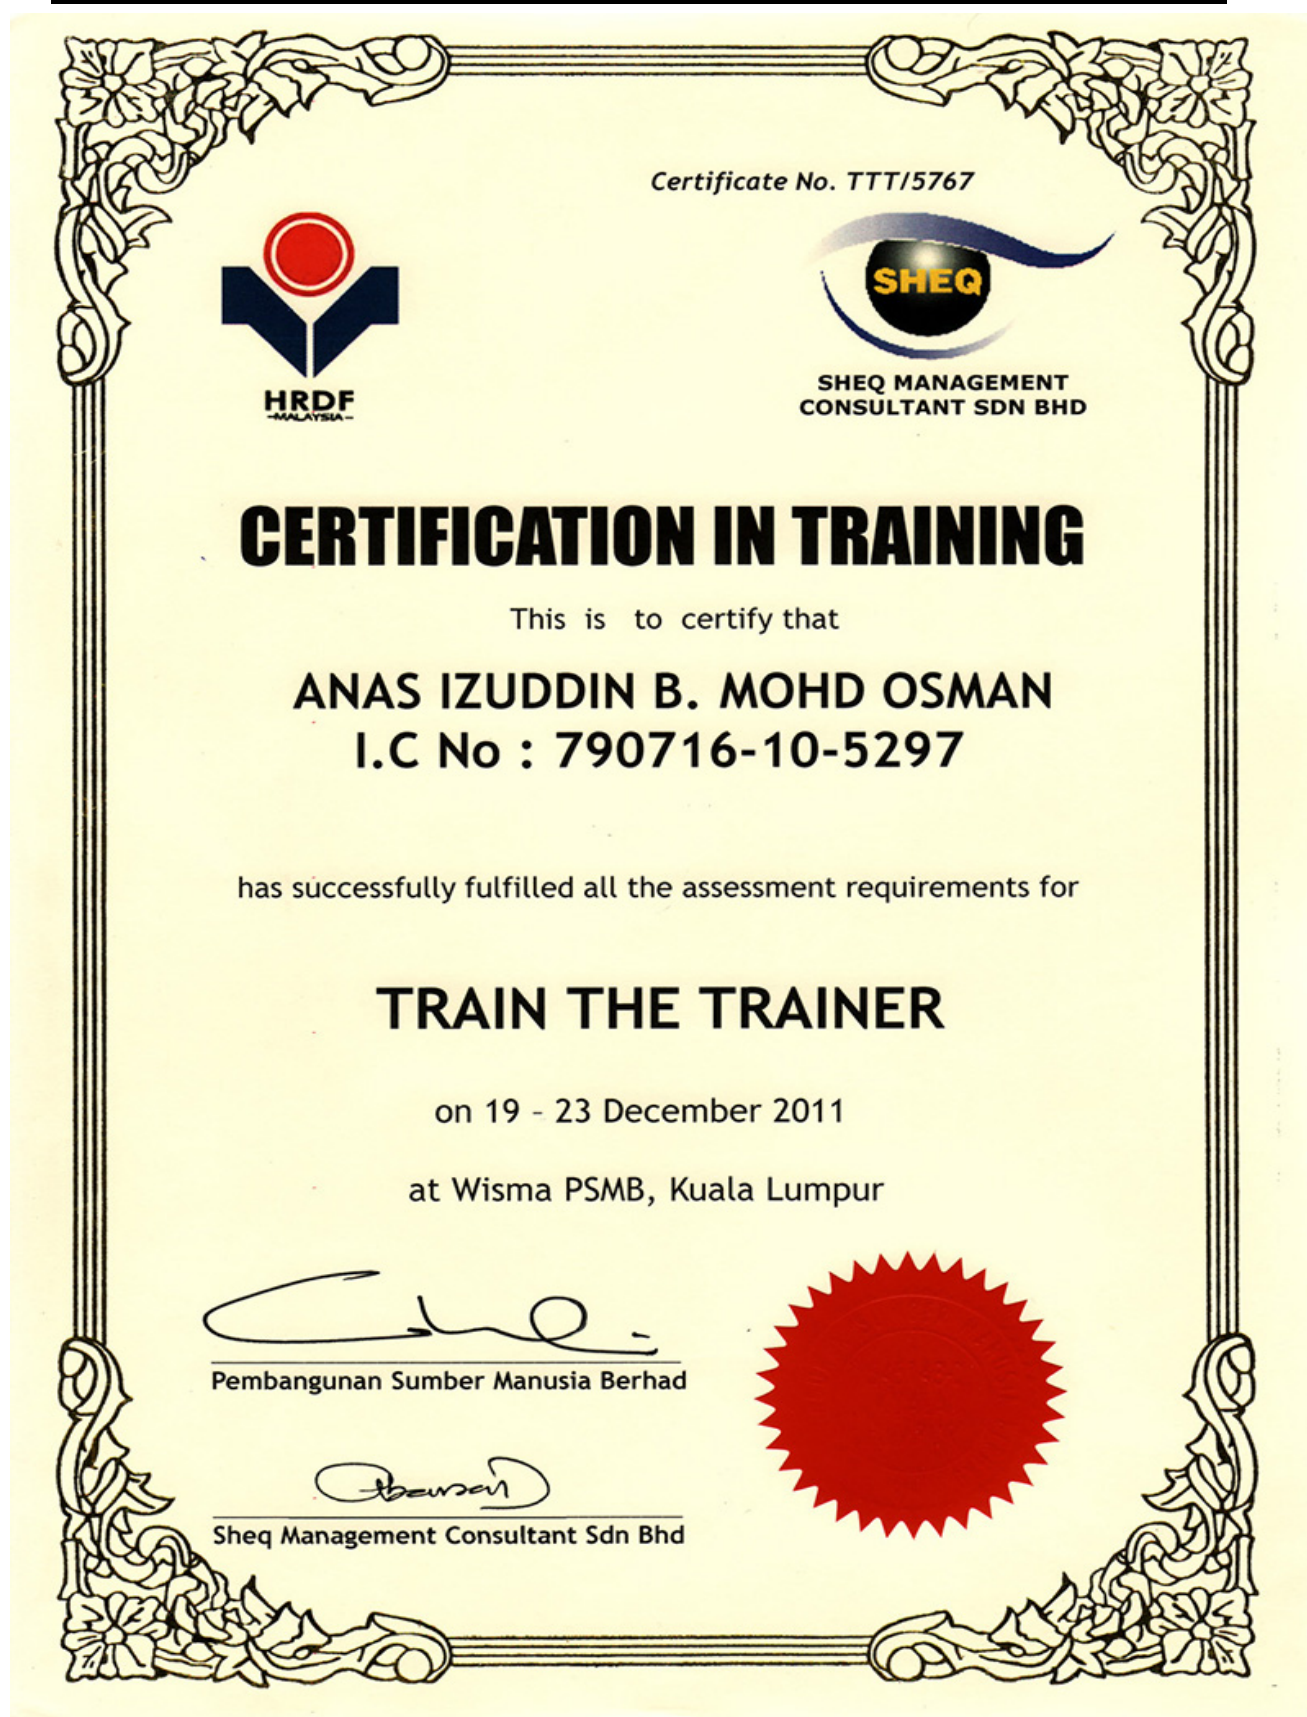 Certificate No. TTT/5767
HRDF
-MALAYSIA-
SHEQ
SHEQ MANAGEMENT
CONSULTANT SDN BHD
CERTIFICATION IN TRAINING
This is to certify that
ANAS IZUDDIN B. MOHD OSMAN
I.C No : 790716-10-5297
has successfully fulfilled all the assessment requirements for
TRAIN THE TRAINER
on 19 - 23 December 2011
at Wisma PSMB, Kuala Lumpur
Pembangunan Sumber Manusia Berhad
Sheq Management Consultant Sdn Bhd